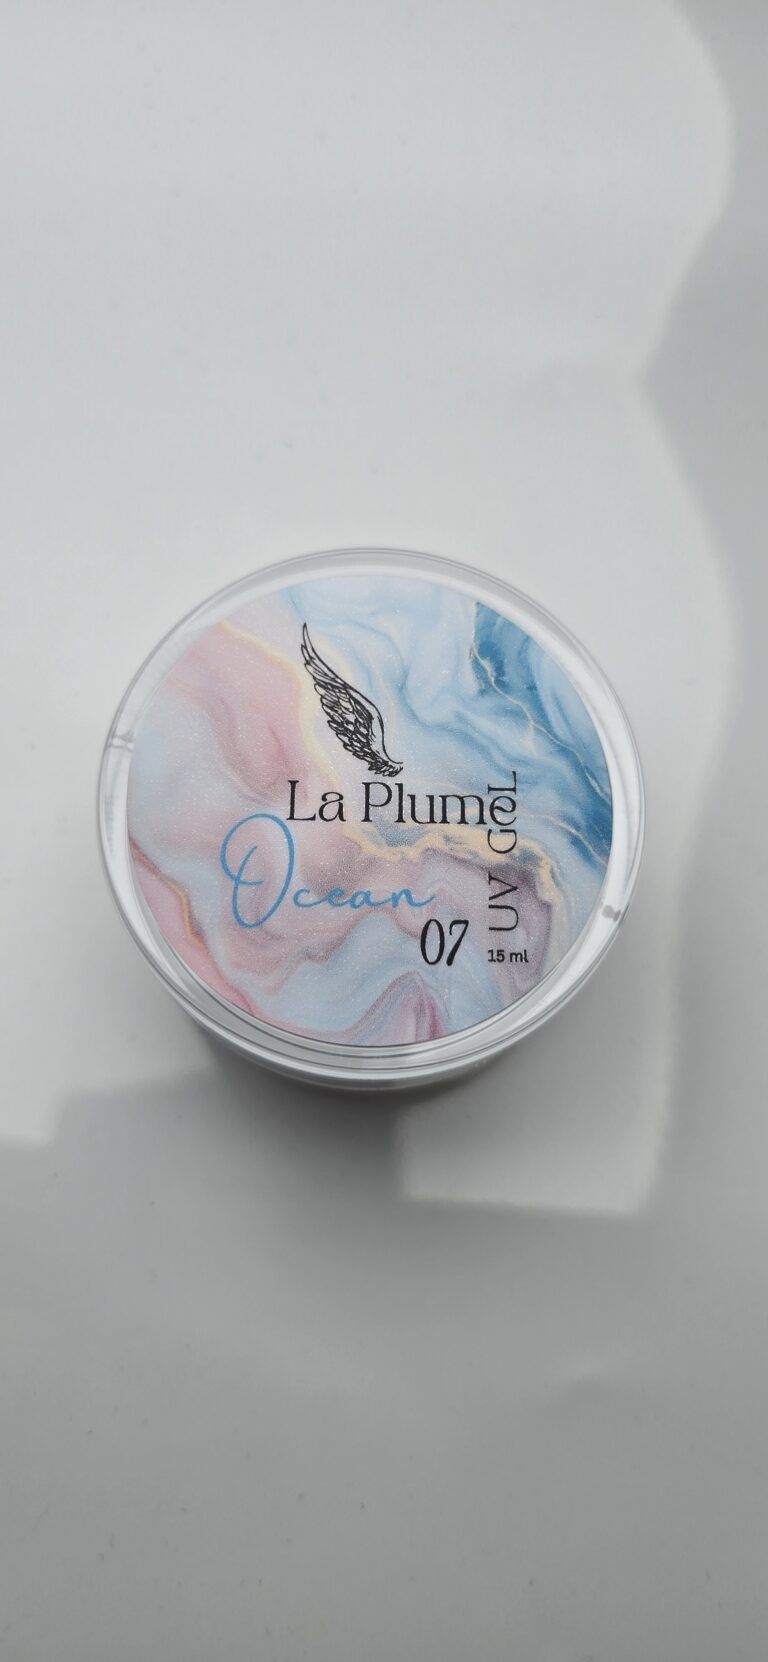 La Plume
Ocean
07
UV GEL
15 ml